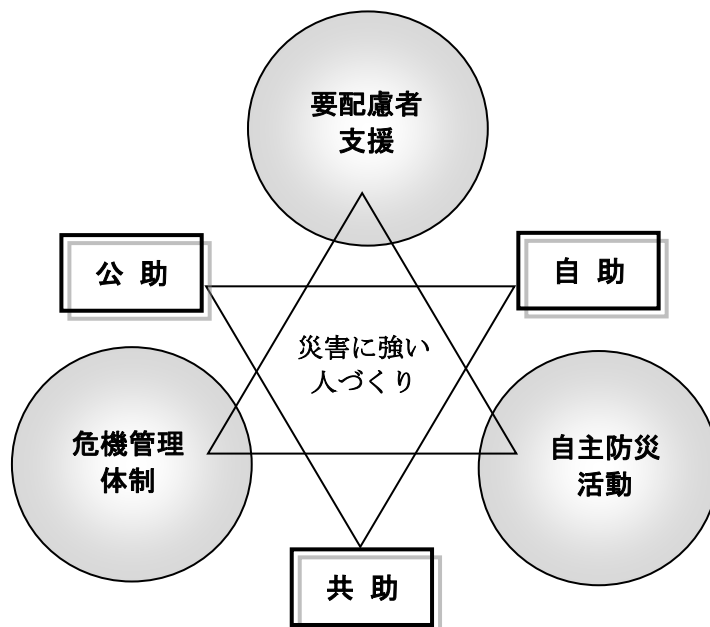 要配慮者
支援
公助
自助
災害に強い
人づくり
危機管理
体制
自主防災
活動
共助